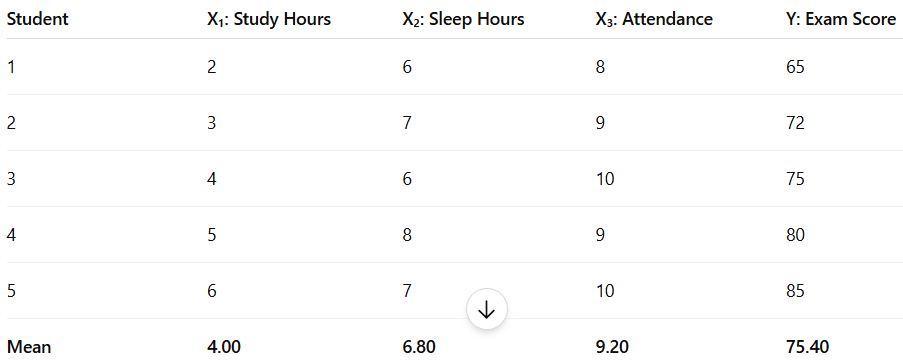 Student X₁: Study Hours X₂: Sleep Hours X₃: Attendance Y: Exam Score
1 2 6 8 65
2 3 7 9 72
3 4 6 10 75
4 5 8 9 80
5 6 7 10 85
Mean 4.00 6.80 9.20 75.40